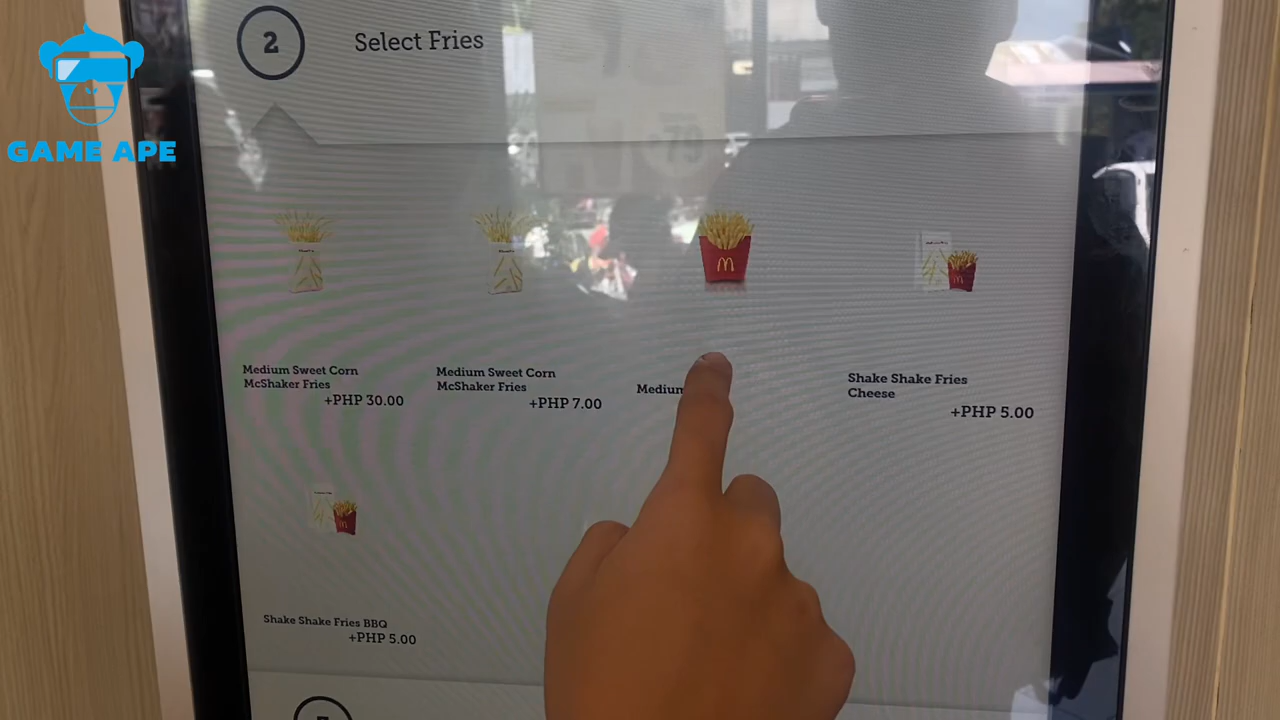 GAME APE
2
Select Fries
Medium Sweet Corn
McShaker Fries
+PHP 30.00
Medium Sweet Corn
McShaker Fries
+PHP 7.00
Medium
Shake Shake Fries
Cheese
+PHP 5.00
Shake Shake Fries BBQ
+PHP 5.00